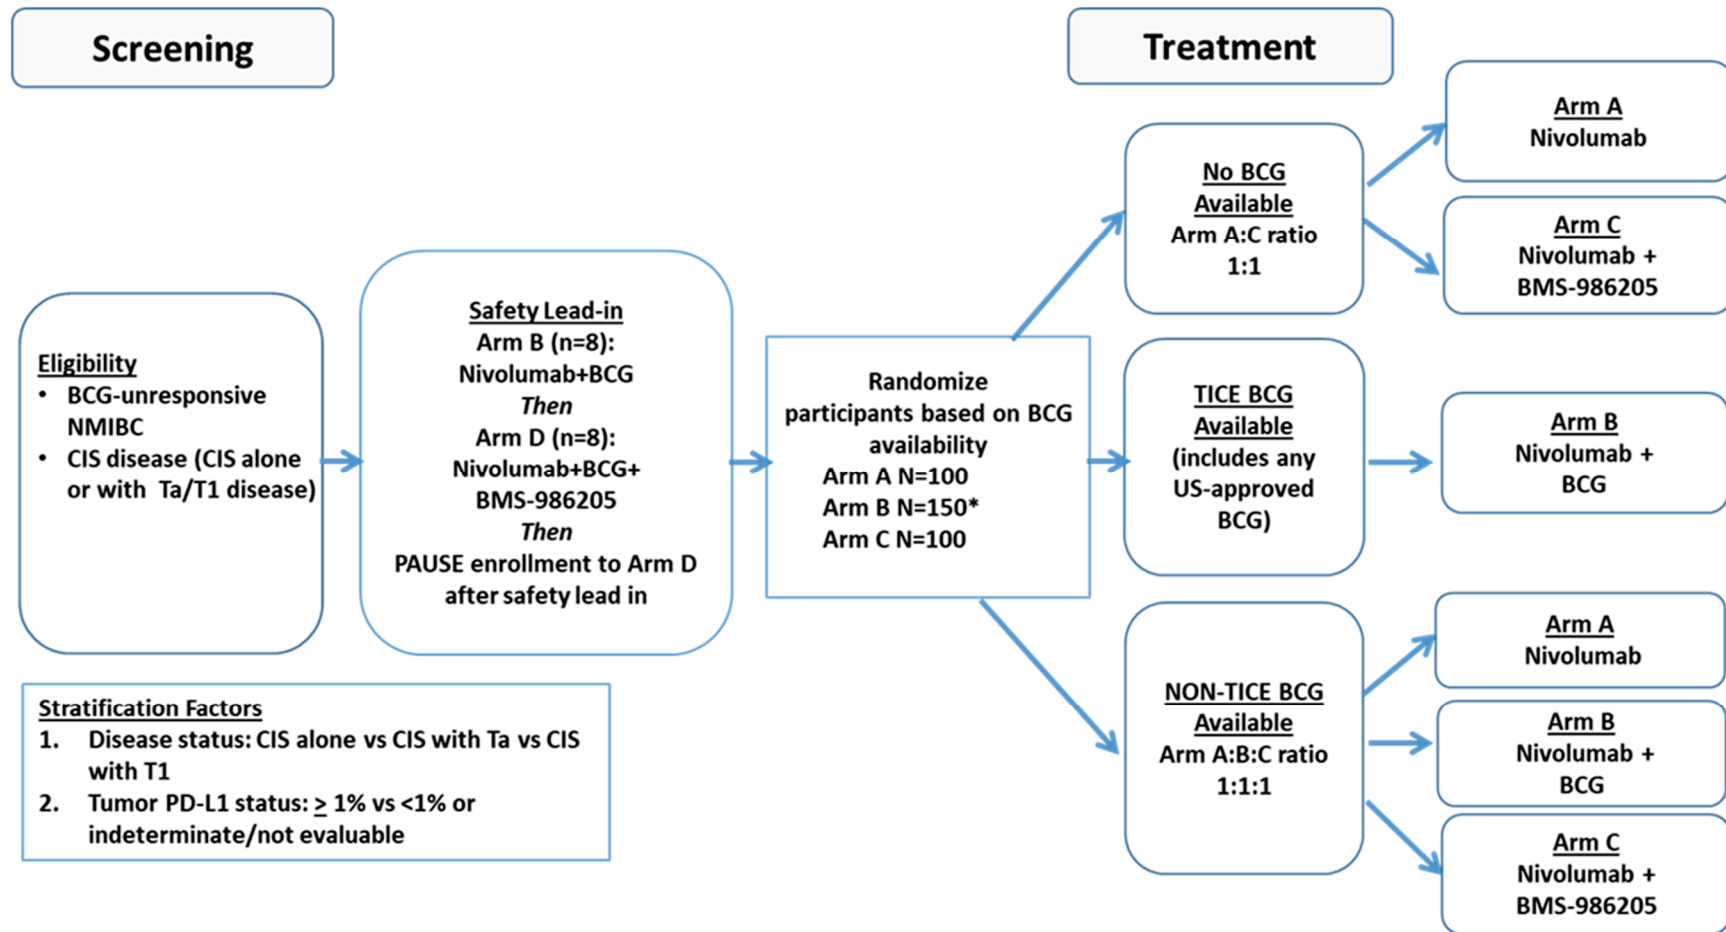 Screening
Treatment
Eligibility
• BCG-unresponsive
NMIBC
• CIS disease (CIS alone
or with Ta/T1 disease)
Safety Lead-in
Arm B (n=8):
Nivolumab+BCG
Then
Arm D (n=8):
Nivolumab+BCG+
BMS-986205
Then
PAUSE enrollment to Arm D
after safety lead in
Randomize
participants based on BCG
availability
Arm A N=100
Arm B N=150*
Arm C N=100
No BCG
Available
Arm A:C ratio
1:1
Arm A
Nivolumab
Arm C
Nivolumab +
BMS-986205
TICE BCG
Available
(includes any
US-approved
BCG)
Arm B
Nivolumab +
BCG
NON-TICE BCG
Available
Arm A:B:C ratio
1:1:1
Arm A
Nivolumab
Arm B
Nivolumab +
BCG
Arm C
Nivolumab +
BMS-986205
Stratification Factors
1. Disease status: CIS alone vs CIS with Ta vs CIS
with T1
2. Tumor PD-L1 status: ≥ 1% vs <1% or
indeterminate/not evaluable